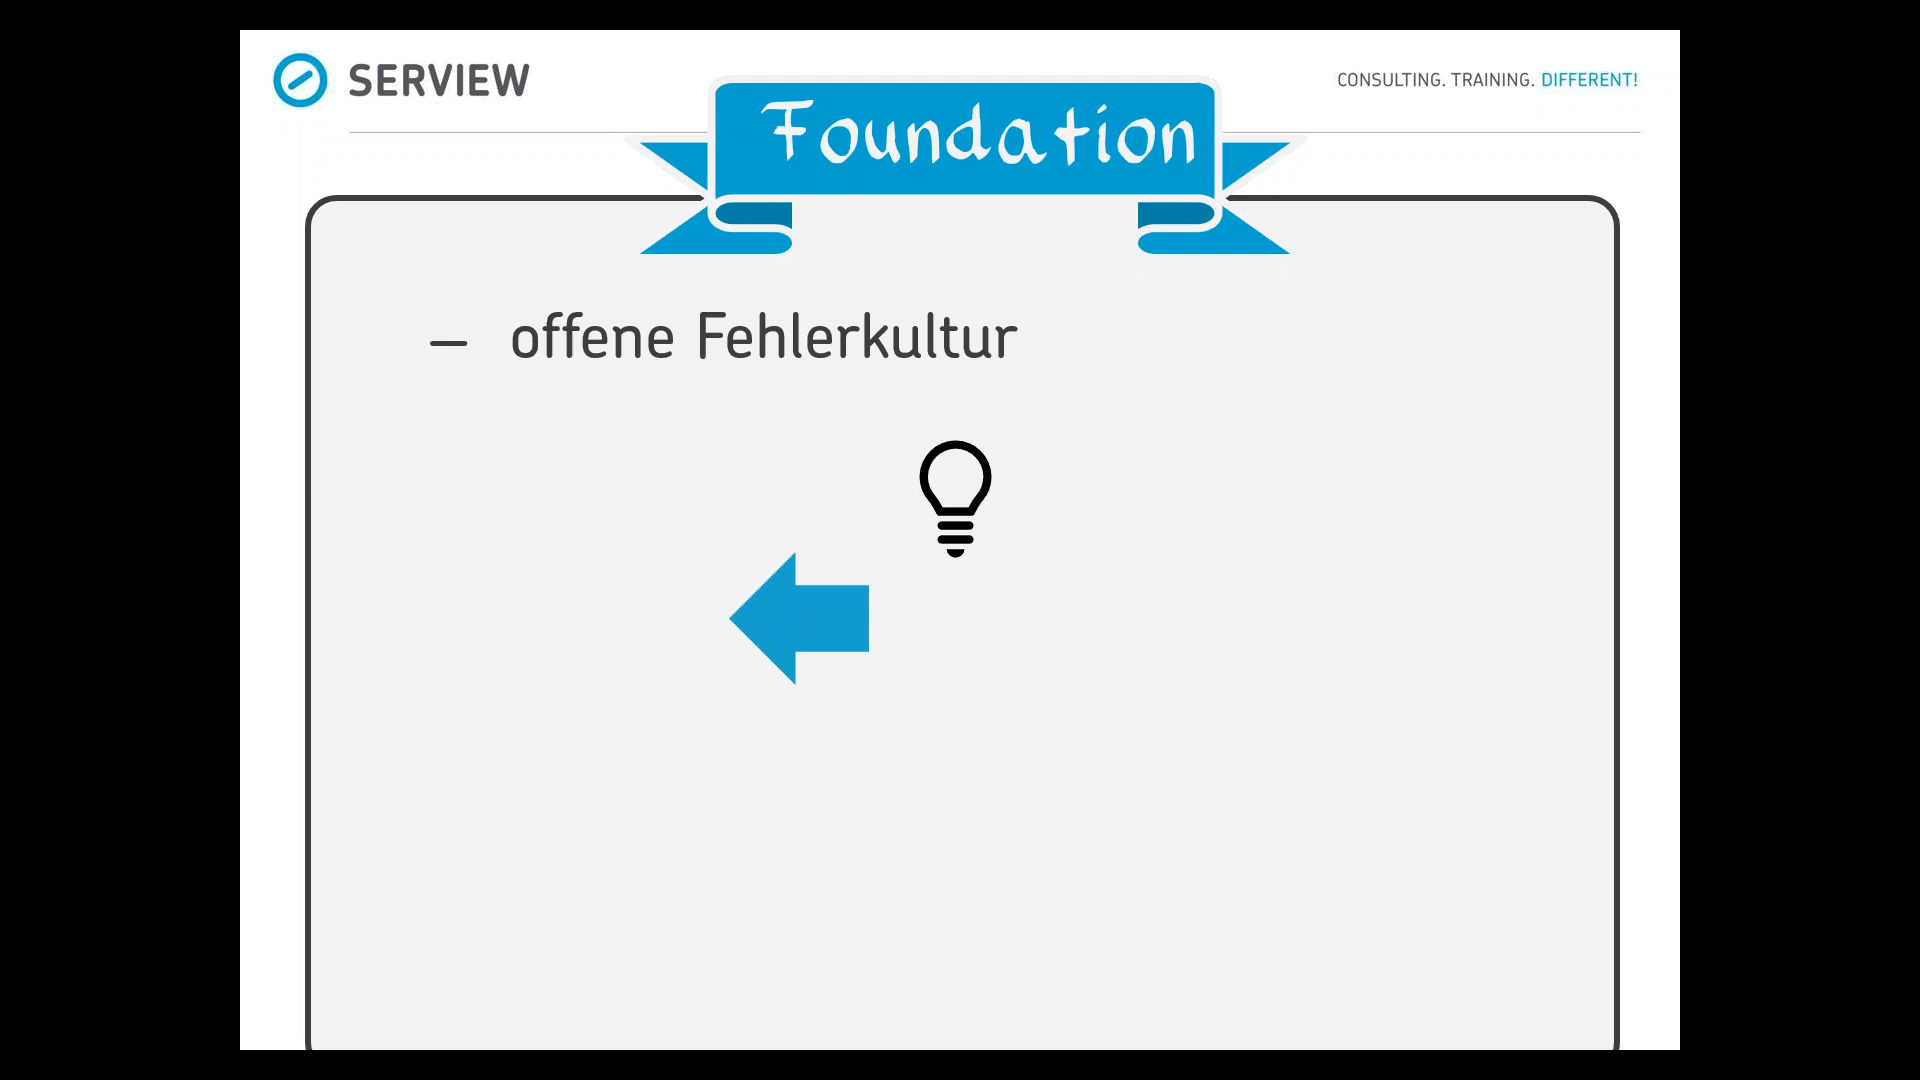 SERVIEW
CONSULTING. TRAINING. DIFFERENT!
Foundation
– offene Fehlerkultur